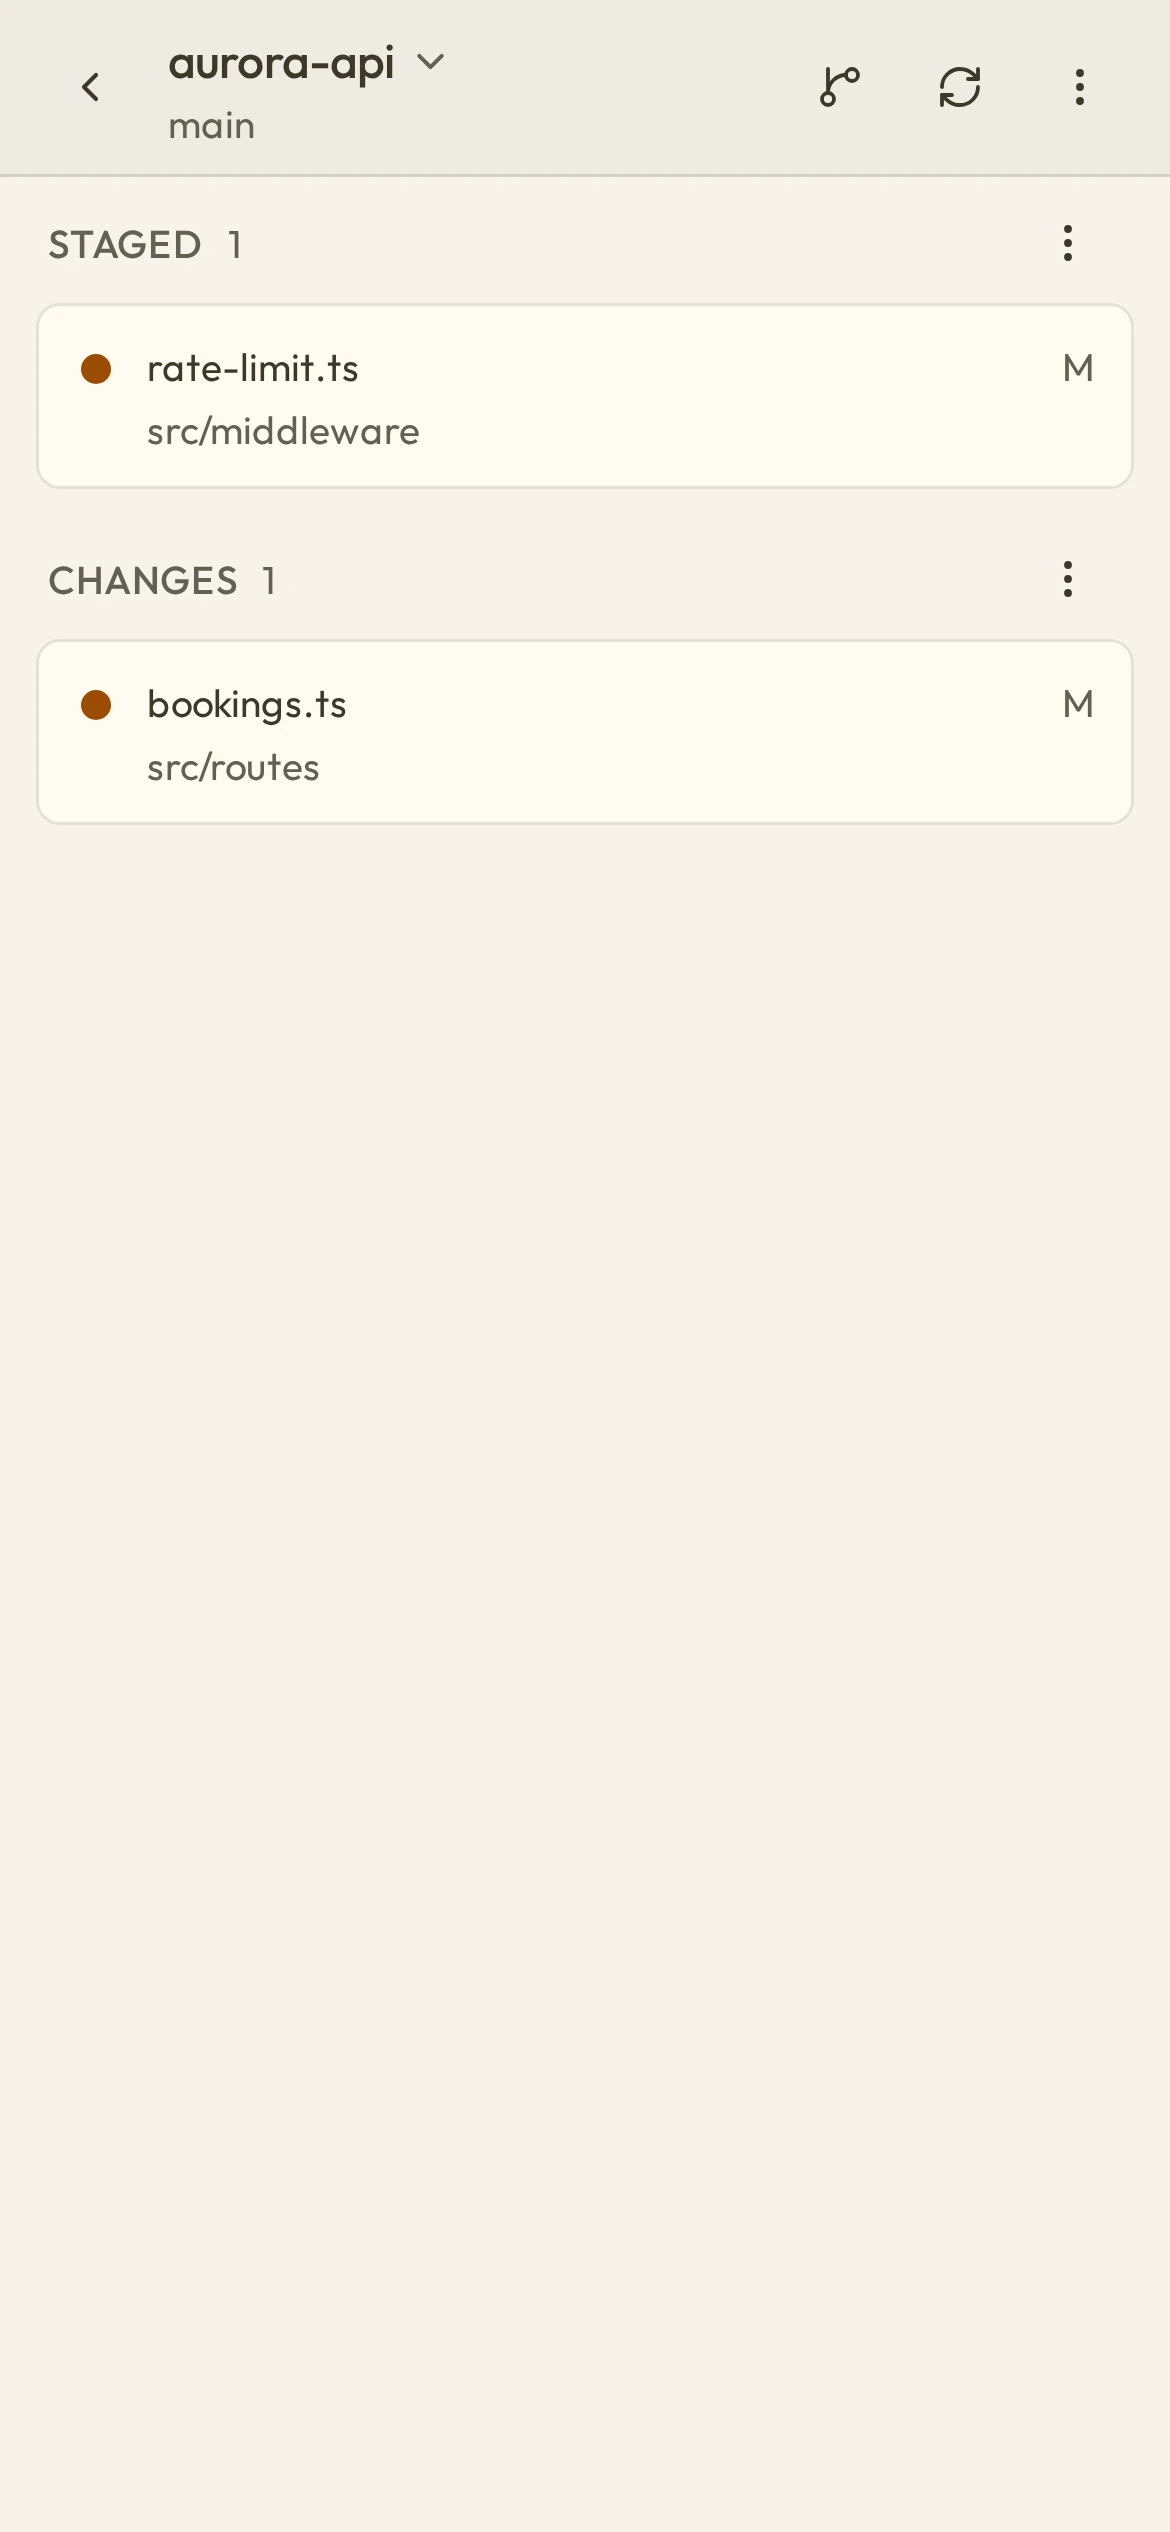 aurora-api
main
STAGED 1
rate-limit.ts M
src/middleware
CHANGES 1
bookings.ts M
src/routes